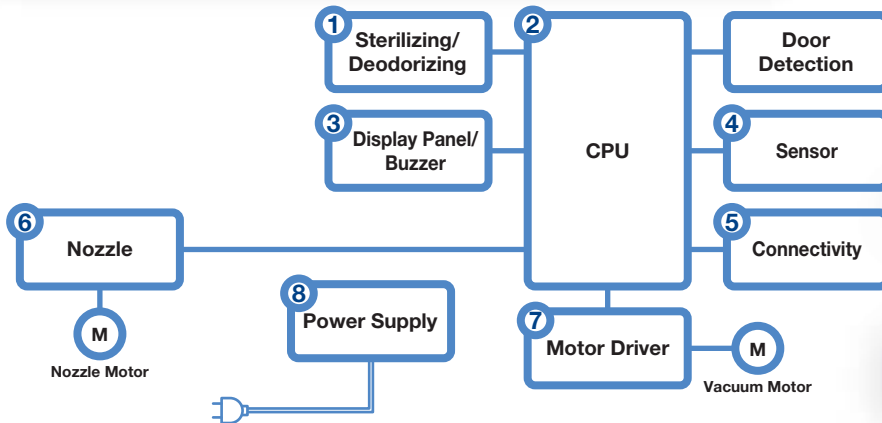 1
Sterilizing/
Deodorizing
2
CPU
Door
Detection
3
Display Panel/
Buzzer
4
Sensor
6
Nozzle
5
Connectivity
8
Power Supply
7
Motor Driver
M
Nozzle Motor
M
Vacuum Motor